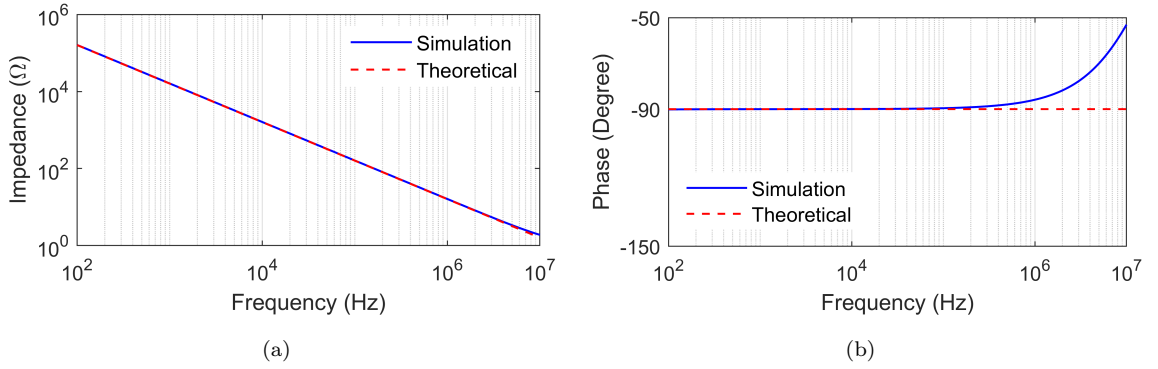 10^6
10^4
10^2
10^0
Impedance (Ω)
Simulation
Theoretical
10^2 10^4 10^6 10^7
Frequency (Hz)
(a)
-50
-90
-150
Phase (Degree)
Simulation
Theoretical
10^2 10^4 10^6 10^7
Frequency (Hz)
(b)